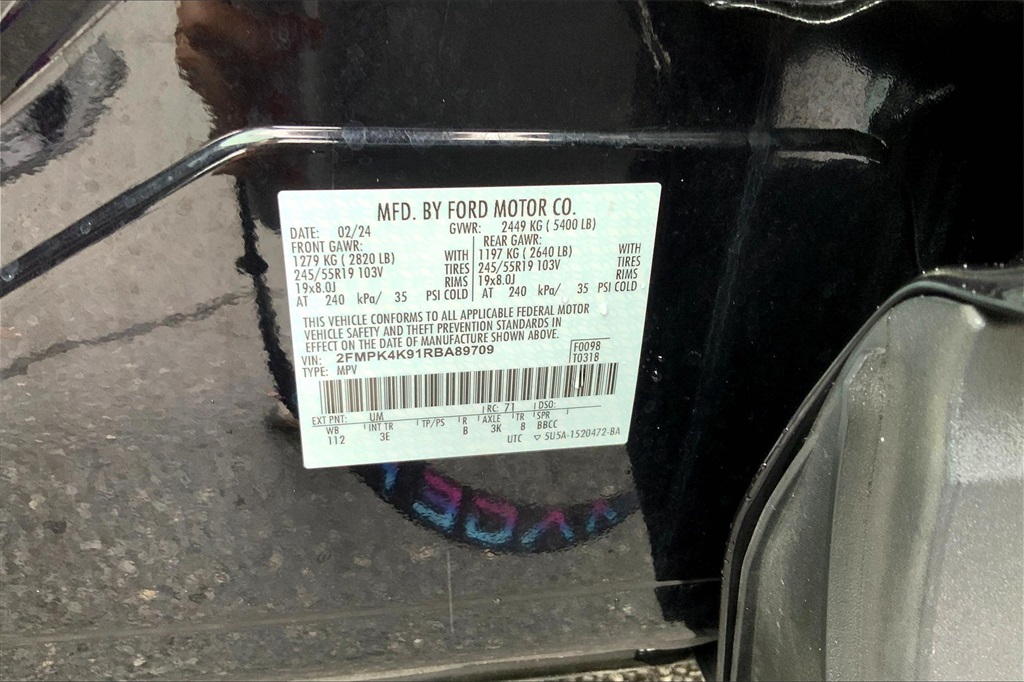 MFD. BY FORD MOTOR CO.
DATE: 02/24 GVWR: 2449 KG ( 5400 LB)
FRONT GAWR: REAR GAWR:
1279 KG ( 2820 LB) WITH 1197 KG ( 2640 LB) WITH
245/55R19 103V TIRES 245/55R19 103V TIRES
19x8.0J RIMS 19x8.0J RIMS
AT 240 kPa/ 35 PSI COLD AT 240 kPa/ 35 PSI COLD
THIS VEHICLE CONFORMS TO ALL APPLICABLE FEDERAL MOTOR
VEHICLE SAFETY AND THEFT PREVENTION STANDARDS IN
EFFECT ON THE DATE OF MANUFACTURE SHOWN ABOVE.
VIN: 2FMPK4K91RBA89709 F0098
TYPE: MPV T0318
EXT PNT: UM RC: 71 DSO:
WB INT TR TP/PS R AXLE TR SPR
112 3E B 3K B BBCC
UTC ▽ 5U5A-1520472-BA